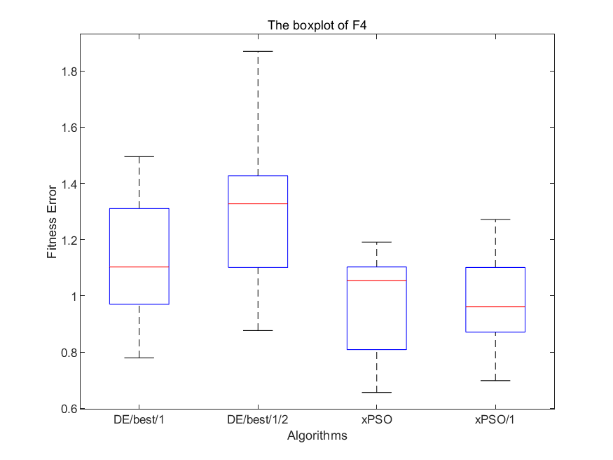 The boxplot of F4
Fitness Error
1.8
1.6
1.4
1.2
1
0.8
0.6
DE/best/1 DE/best/1/2 xPSO xPSO/1
Algorithms